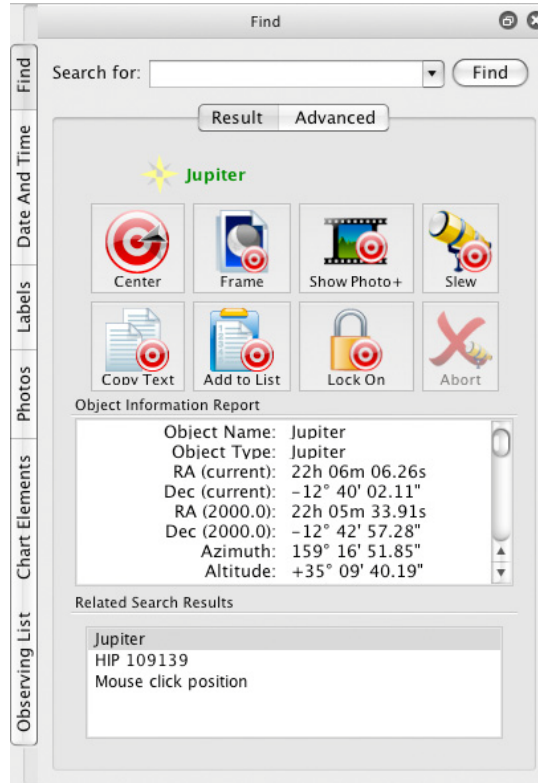 Find
Search for:
Find
Result Advanced
Jupiter
Center Frame Show Photo+ Slew
Copy Text Add to List Lock On Abort
Object Information Report
Object Name: Jupiter
Object Type: Jupiter
RA (current): 22h 06m 06.26s
Dec (current): -12° 40' 02.11"
RA (2000.0): 22h 05m 33.91s
Dec (2000.0): -12° 42' 57.28"
Azimuth: 159° 16' 51.85"
Altitude: +35° 09' 40.19"
Related Search Results
Jupiter
HIP 109139
Mouse click position
Find
Date And Time
Labels
Photos
Chart Elements
Observing List